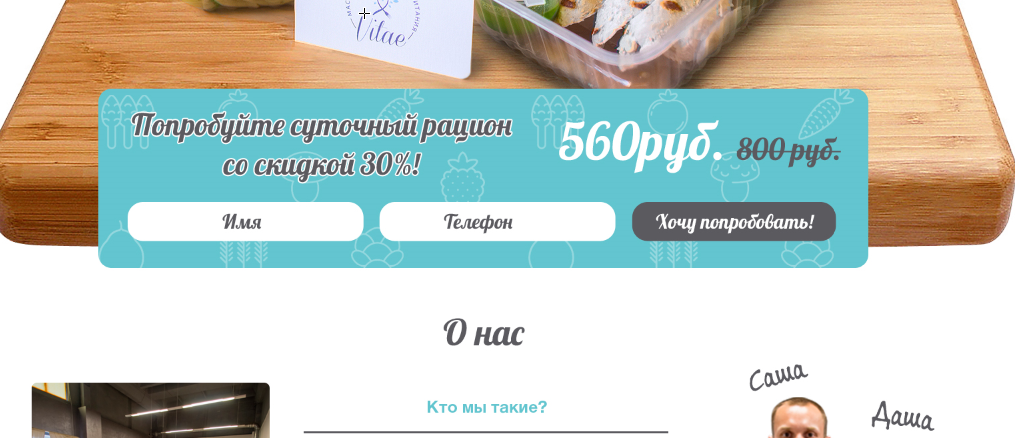 Vitae
Попробуйте суточный рацион
со скидкой 30%!
560руб. 800 руб.
Имя
Телефон
Хочу попробовать!
О нас
Саша
Кто мы такие?
Даша